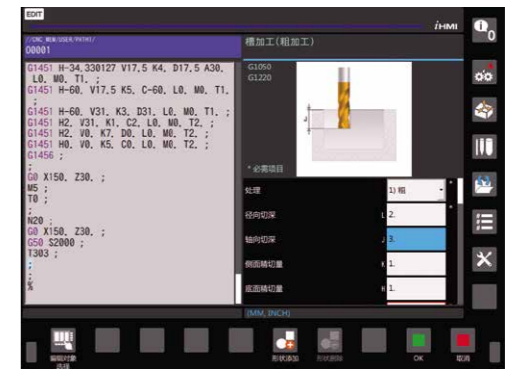 EDIT
iHMI
//CNC_MEM/USER/PATH1/
O0001
槽加工(粗加工)
0
G1451 H-34.330127 V17.5 K4. D17.5 A30.
L0. M0. T1. ;
G1451 H-60. V17.5 K5. C-60. L0. M0. T1.
;
G1451 H-60. V31. K3. D31. L0. M0. T1. ;
G1451 H2. V31. K1. C2. L0. M0. T2. ;
G1451 H2. V0. K7. D0. L0. M0. T2. ;
G1451 H0. V0. K5. C0. L0. M0. T2. ;
G1456 ;
;
G0 X150. Z30. ;
M5 ;
T0 ;
;
N20 ;
G0 X150. Z30. ;
G50 S2000 ;
T303 ;
;
;
%
G1050
G1220
*必需项目
处理 1)粗
径向切深 L 2.
轴向切深 J 3.
侧面精切量 K 1.
底面精切量 H 1.
(MM, INCH)
编辑对象
选择
形状添加
形状删除
OK
取消